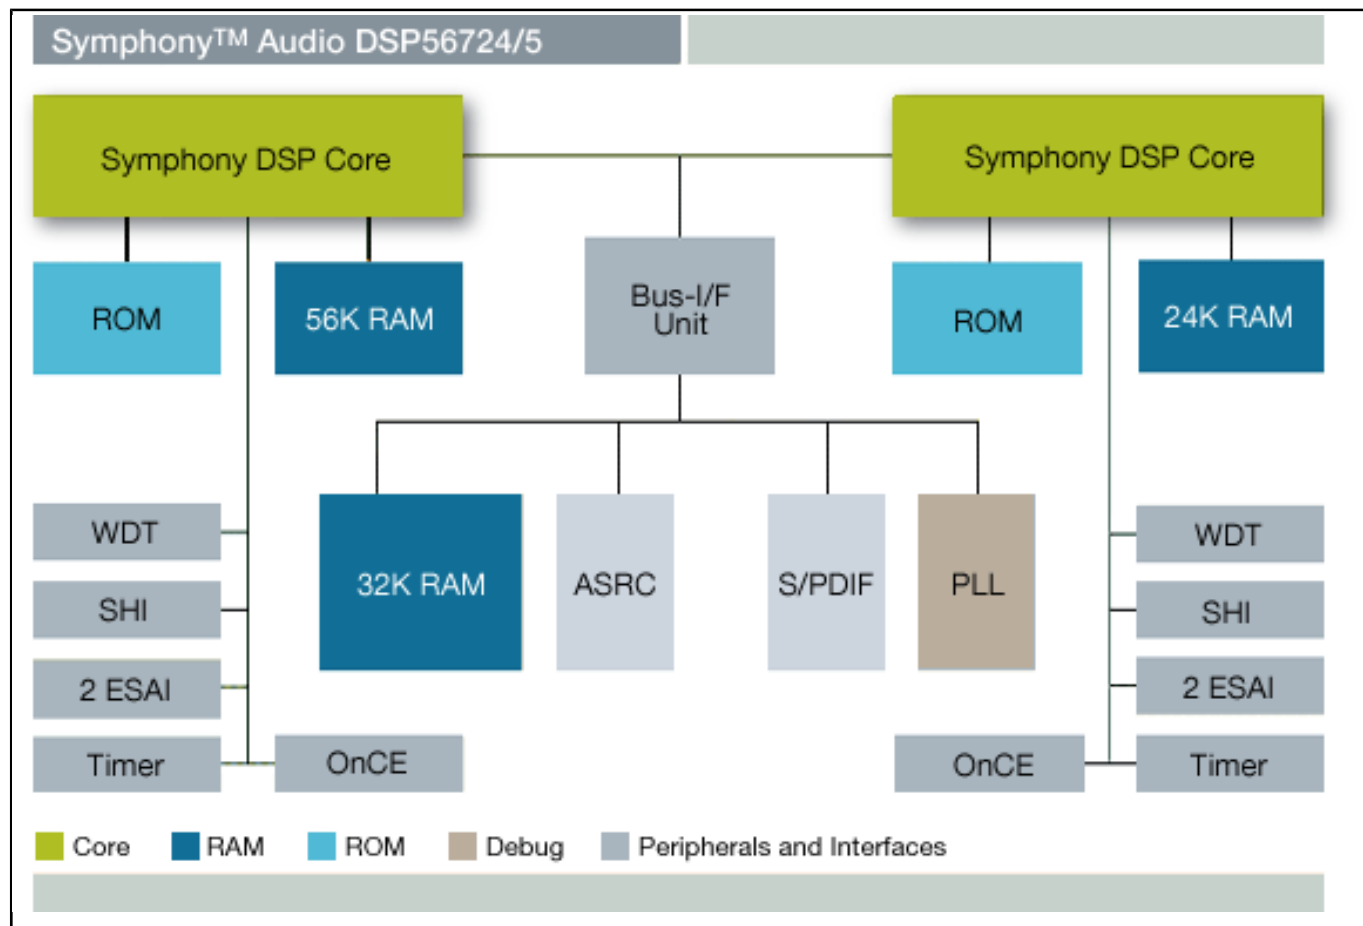 Symphony™ Audio DSP56724/5
Symphony DSP Core
Symphony DSP Core
ROM
56K RAM
Bus-I/F
Unit
ROM
24K RAM
WDT
SHI
2 ESAI
Timer
OnCE
32K RAM
ASRC
S/PDIF
PLL
WDT
SHI
2 ESAI
OnCE
Timer
Core
RAM
ROM
Debug
Peripherals and Interfaces